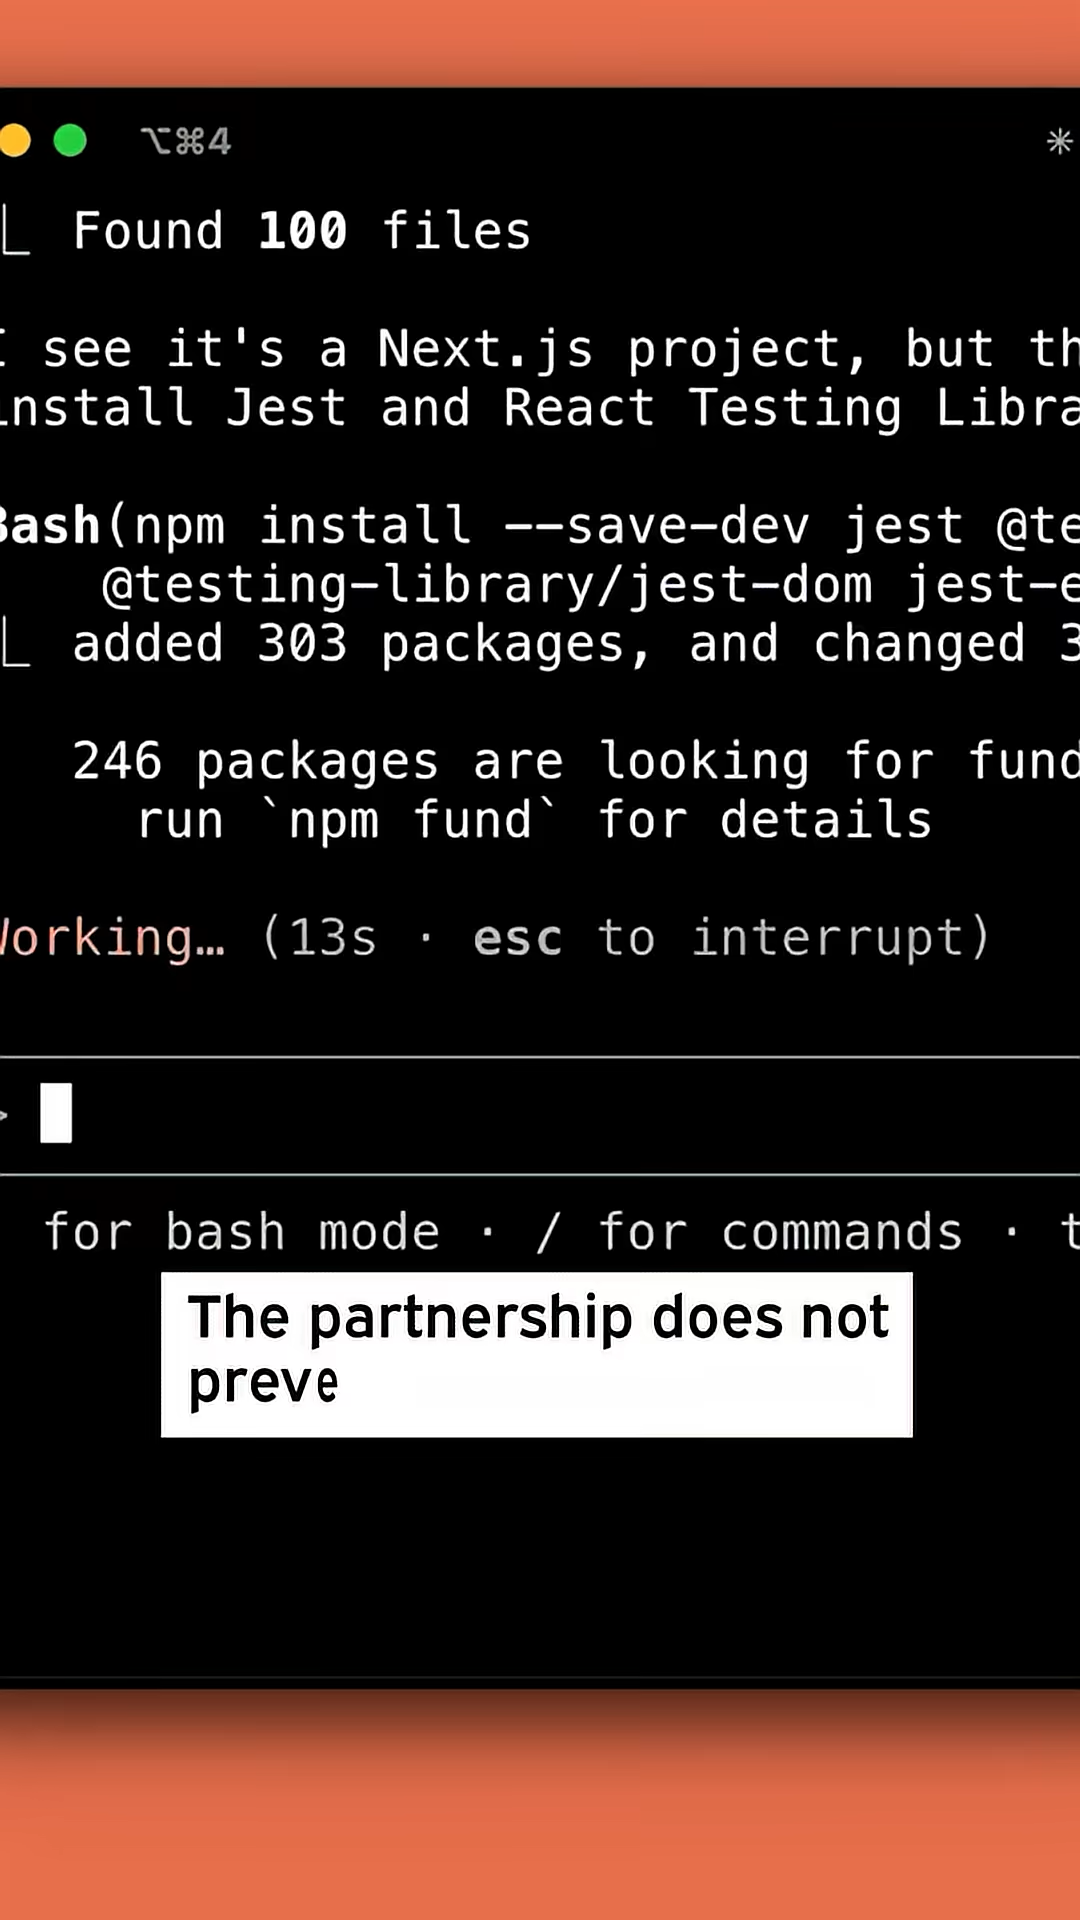 ⌥⌘4
Found 100 files
I see it's a Next.js project, but th
install Jest and React Testing Libra
Bash(npm install --save-dev jest @te
@testing-library/jest-dom jest-e
added 303 packages, and changed 3
246 packages are looking for fund
run `npm fund` for details
Working… (13s · esc to interrupt)
>
for bash mode · / for commands · t
The partnership does not
preve